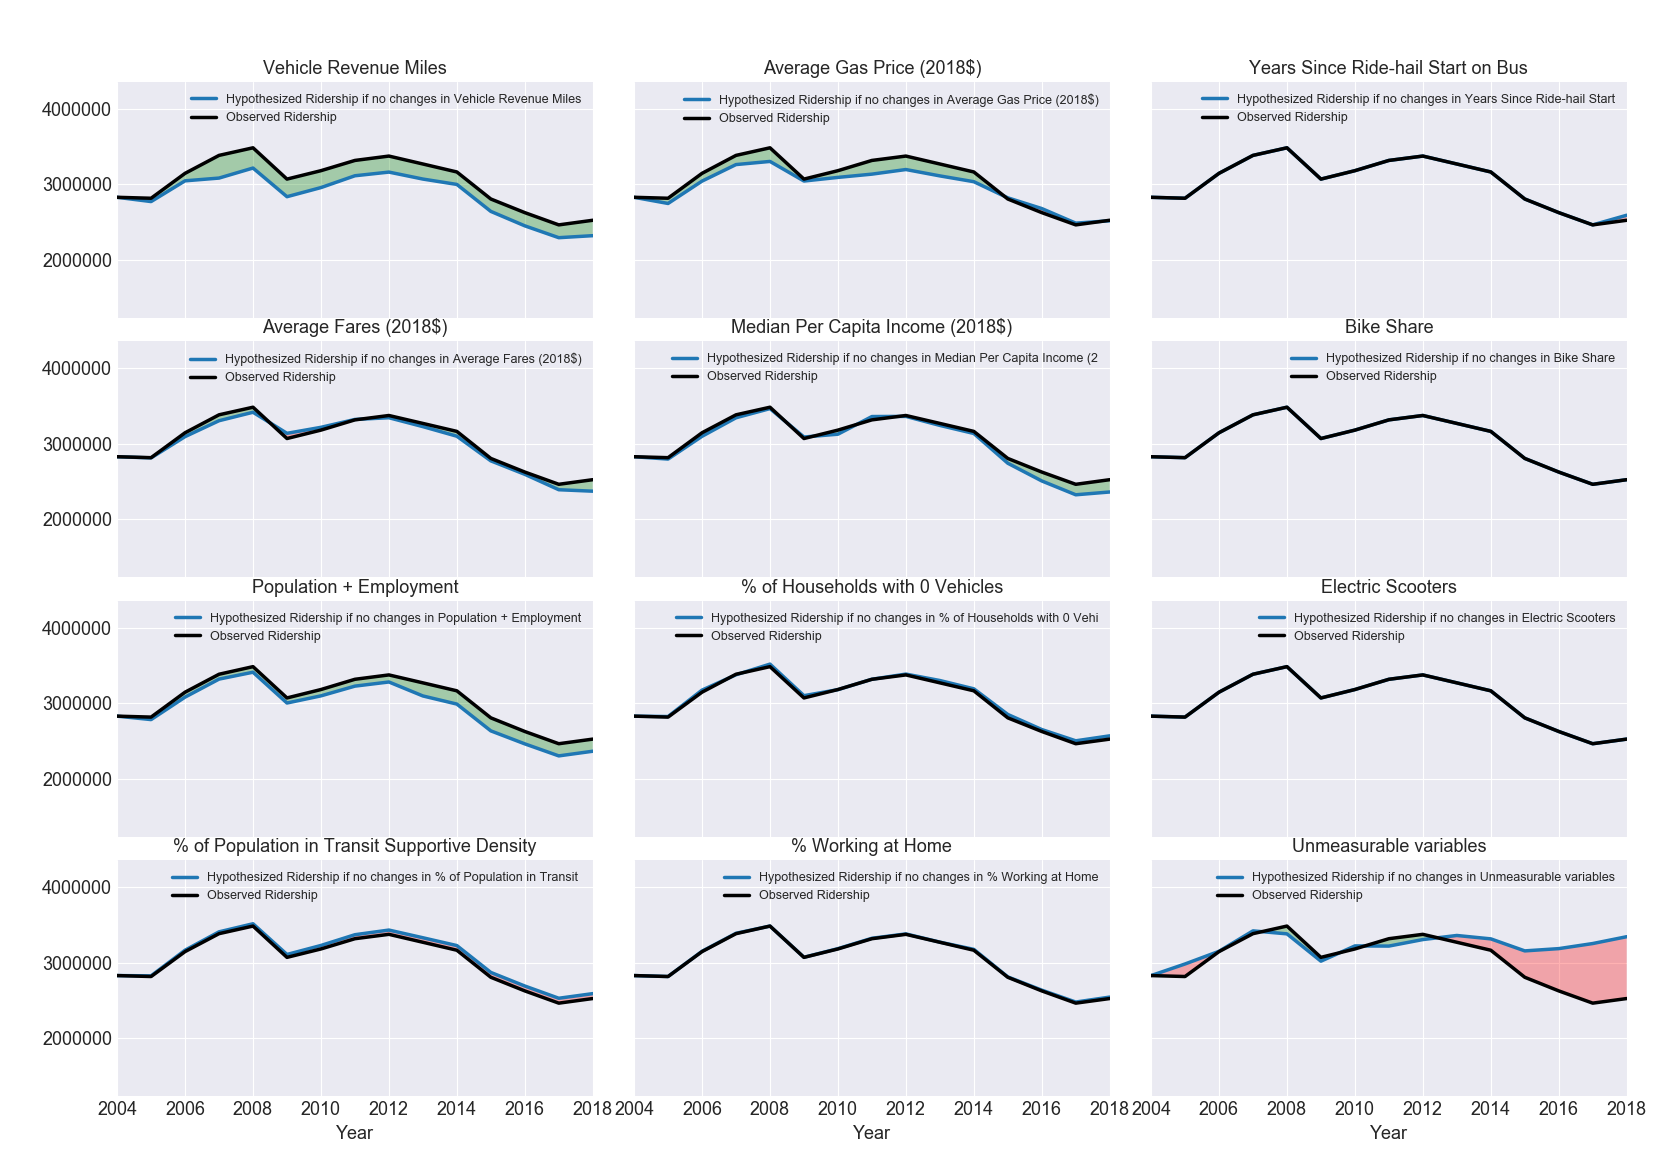 Vehicle Revenue Miles
Hypothesized Ridership if no changes in Vehicle Revenue Miles
Observed Ridership
4000000
3000000
2000000
Average Gas Price (2018$)
Hypothesized Ridership if no changes in Average Gas Price (2018$)
Observed Ridership
Years Since Ride-hail Start on Bus
Hypothesized Ridership if no changes in Years Since Ride-hail Start
Observed Ridership
Average Fares (2018$)
Hypothesized Ridership if no changes in Average Fares (2018$)
Observed Ridership
4000000
3000000
2000000
Median Per Capita Income (2018$)
Hypothesized Ridership if no changes in Median Per Capita Income (2
Observed Ridership
Bike Share
Hypothesized Ridership if no changes in Bike Share
Observed Ridership
Population + Employment
Hypothesized Ridership if no changes in Population + Employment
Observed Ridership
4000000
3000000
2000000
% of Households with 0 Vehicles
Hypothesized Ridership if no changes in % of Households with 0 Vehi
Observed Ridership
Electric Scooters
Hypothesized Ridership if no changes in Electric Scooters
Observed Ridership
% of Population in Transit Supportive Density
Hypothesized Ridership if no changes in % of Population in Transit
Observed Ridership
4000000
3000000
2000000
2004 2006 2008 2010 2012 2014 2016 2018
Year
% Working at Home
Hypothesized Ridership if no changes in % Working at Home
Observed Ridership
2004 2006 2008 2010 2012 2014 2016 2018
Year
Unmeasurable variables
Hypothesized Ridership if no changes in Unmeasurable variables
Observed Ridership
2004 2006 2008 2010 2012 2014 2016 2018
Year